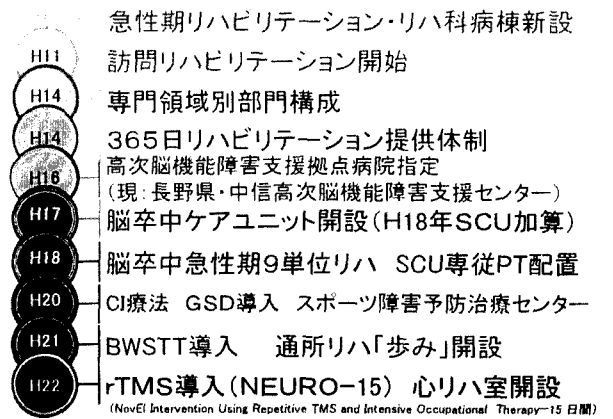 急性期リハビリテーション・リハ科病棟新設
H11 訪問リハビリテーション開始
H14 専門領域別部門構成
H14 365日リハビリテーション提供体制
H16 高次脳機能障害支援拠点病院指定
(現:長野県・中信高次脳機能障害支援センター)
H17 脳卒中ケアユニット開設(H18年SCU加算)
H18 脳卒中急性期9単位リハ SCU専従PT配置
H20 CI療法 GSD導入 スポーツ障害予防治療センター
H21 BWSTT導入 通所リハ「歩み」開設
H22 rTMS導入(NEURO-15) 心リハ室開設
(NovEl Intervention Using Repetitive TMS and Intensive Occupational Therapy-15日間)